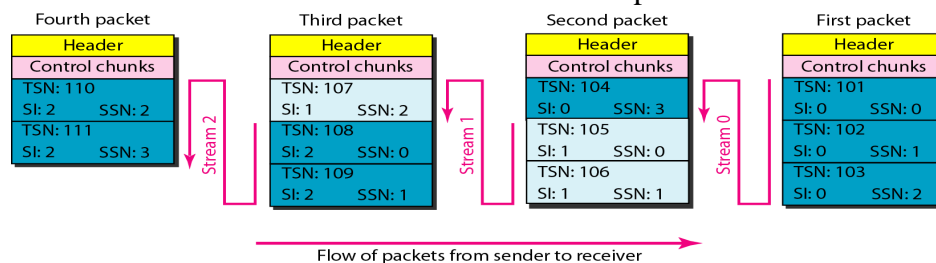 Fourth packet
Header
Control chunks
TSN: 110
SI: 2 SSN: 2
TSN: 111
SI: 2 SSN: 3
Stream 2
Third packet
Header
Control chunks
TSN: 107
SI: 1 SSN: 2
TSN: 108
SI: 2 SSN: 0
TSN: 109
SI: 2 SSN: 1
Stream 1
Second packet
Header
Control chunks
TSN: 104
SI: 0 SSN: 3
TSN: 105
SI: 1 SSN: 0
TSN: 106
SI: 1 SSN: 1
Stream 0
First packet
Header
Control chunks
TSN: 101
SI: 0 SSN: 0
TSN: 102
SI: 0 SSN: 1
TSN: 103
SI: 0 SSN: 2
Flow of packets from sender to receiver